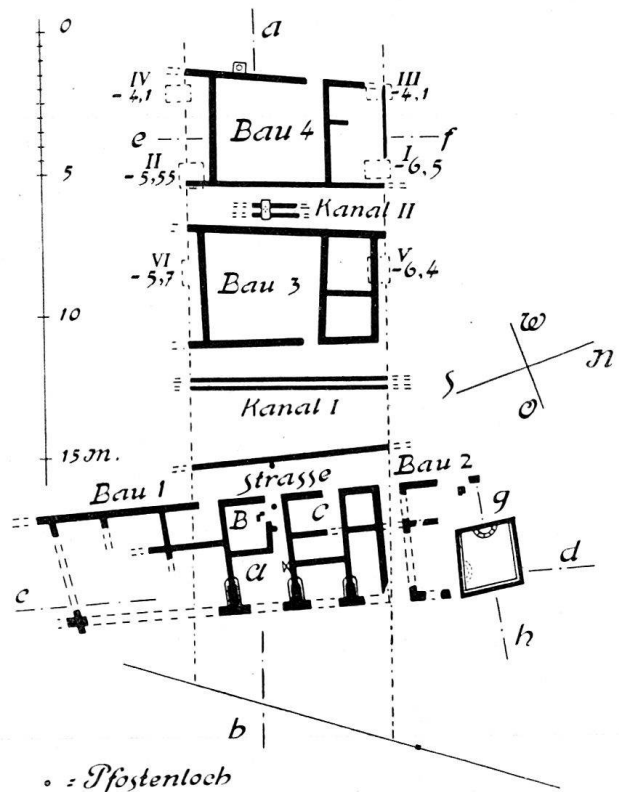 0
a
IV
-4,1
III
-4,1
e
Bau 4
f
II
-5,55
I
-6,5
5
Kanal II
VI
-5,7
Bau 3
V
-6,4
10
W
S
N
O
Kanal I
15 m.
Strasse
Bau 1
Bau 2
B
C
g
a
d
c
h
b
∘ = Pfostenloch